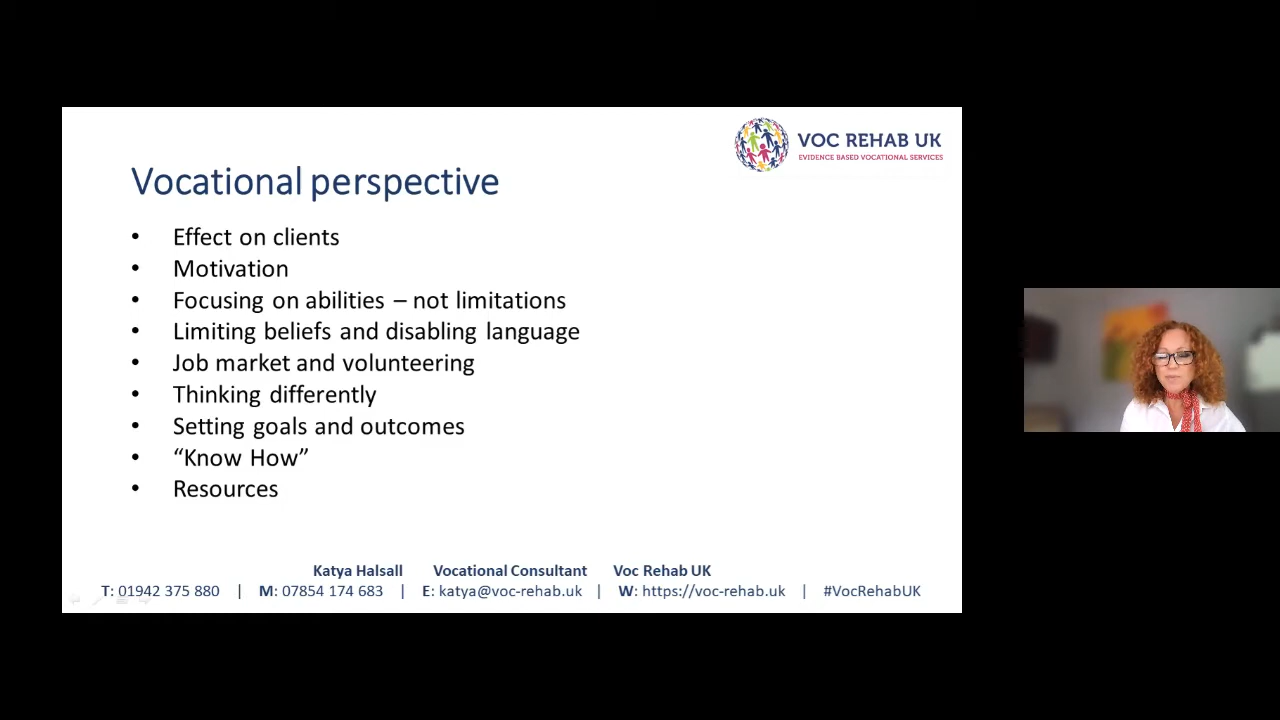 VOC REHAB UK
EVIDENCE BASED VOCATIONAL SERVICES
Vocational perspective
• Effect on clients
• Motivation
• Focusing on abilities – not limitations
• Limiting beliefs and disabling language
• Job market and volunteering
• Thinking differently
• Setting goals and outcomes
• “Know How”
• Resources
Katya Halsall Vocational Consultant Voc Rehab UK
T: 01942 375 880 | M: 07854 174 683 | E: katya@voc-rehab.uk | W: https://voc-rehab.uk | #VocRehabUK